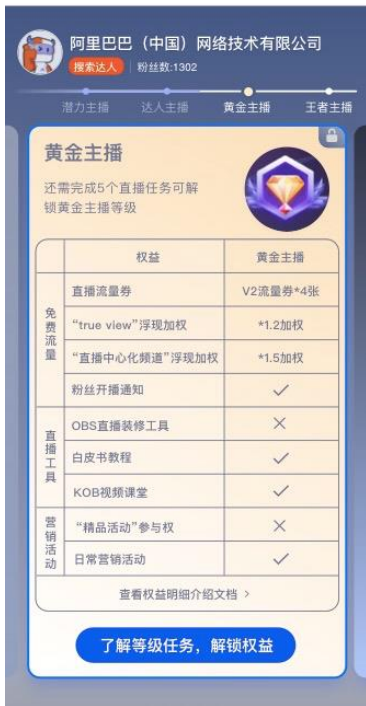 阿里巴巴（中国）网络技术有限公司
搜索达人 粉丝数:1302
潜力主播 达人主播 黄金主播 王者主播
黄金主播
还需完成5个直播任务可解
锁黄金主播等级
权益 黄金主播
免费流量
直播流量券 V2流量券*4张
“true view”浮现加权 *1.2加权
“直播中心化频道”浮现加权 *1.5加权
粉丝开播通知 ✓
直播工具
OBS直播装修工具 ×
白皮书教程 ✓
KOB视频课堂 ✓
营销活动
“精品活动”参与权 ×
日常营销活动 ✓
查看权益明细介绍文档 >
了解等级任务，解锁权益